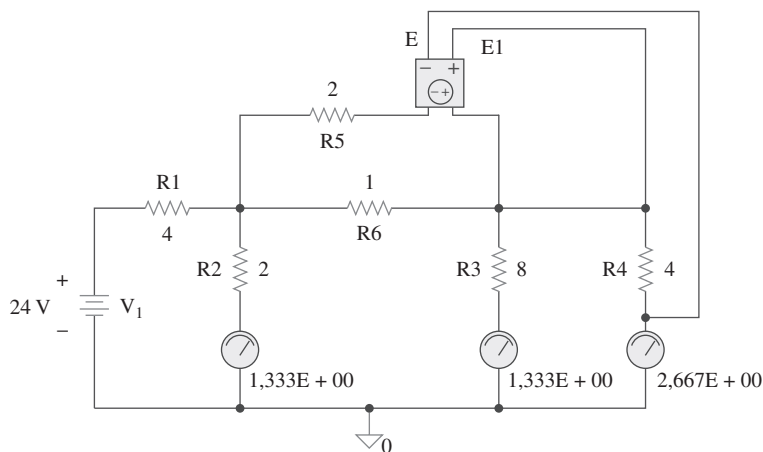 E
E1
− +
− +
2
R5
R1
4
1
R6
R2 2
R3 8
R4 4
+
24 V V1
−
1,333E + 00
1,333E + 00
2,667E + 00
0